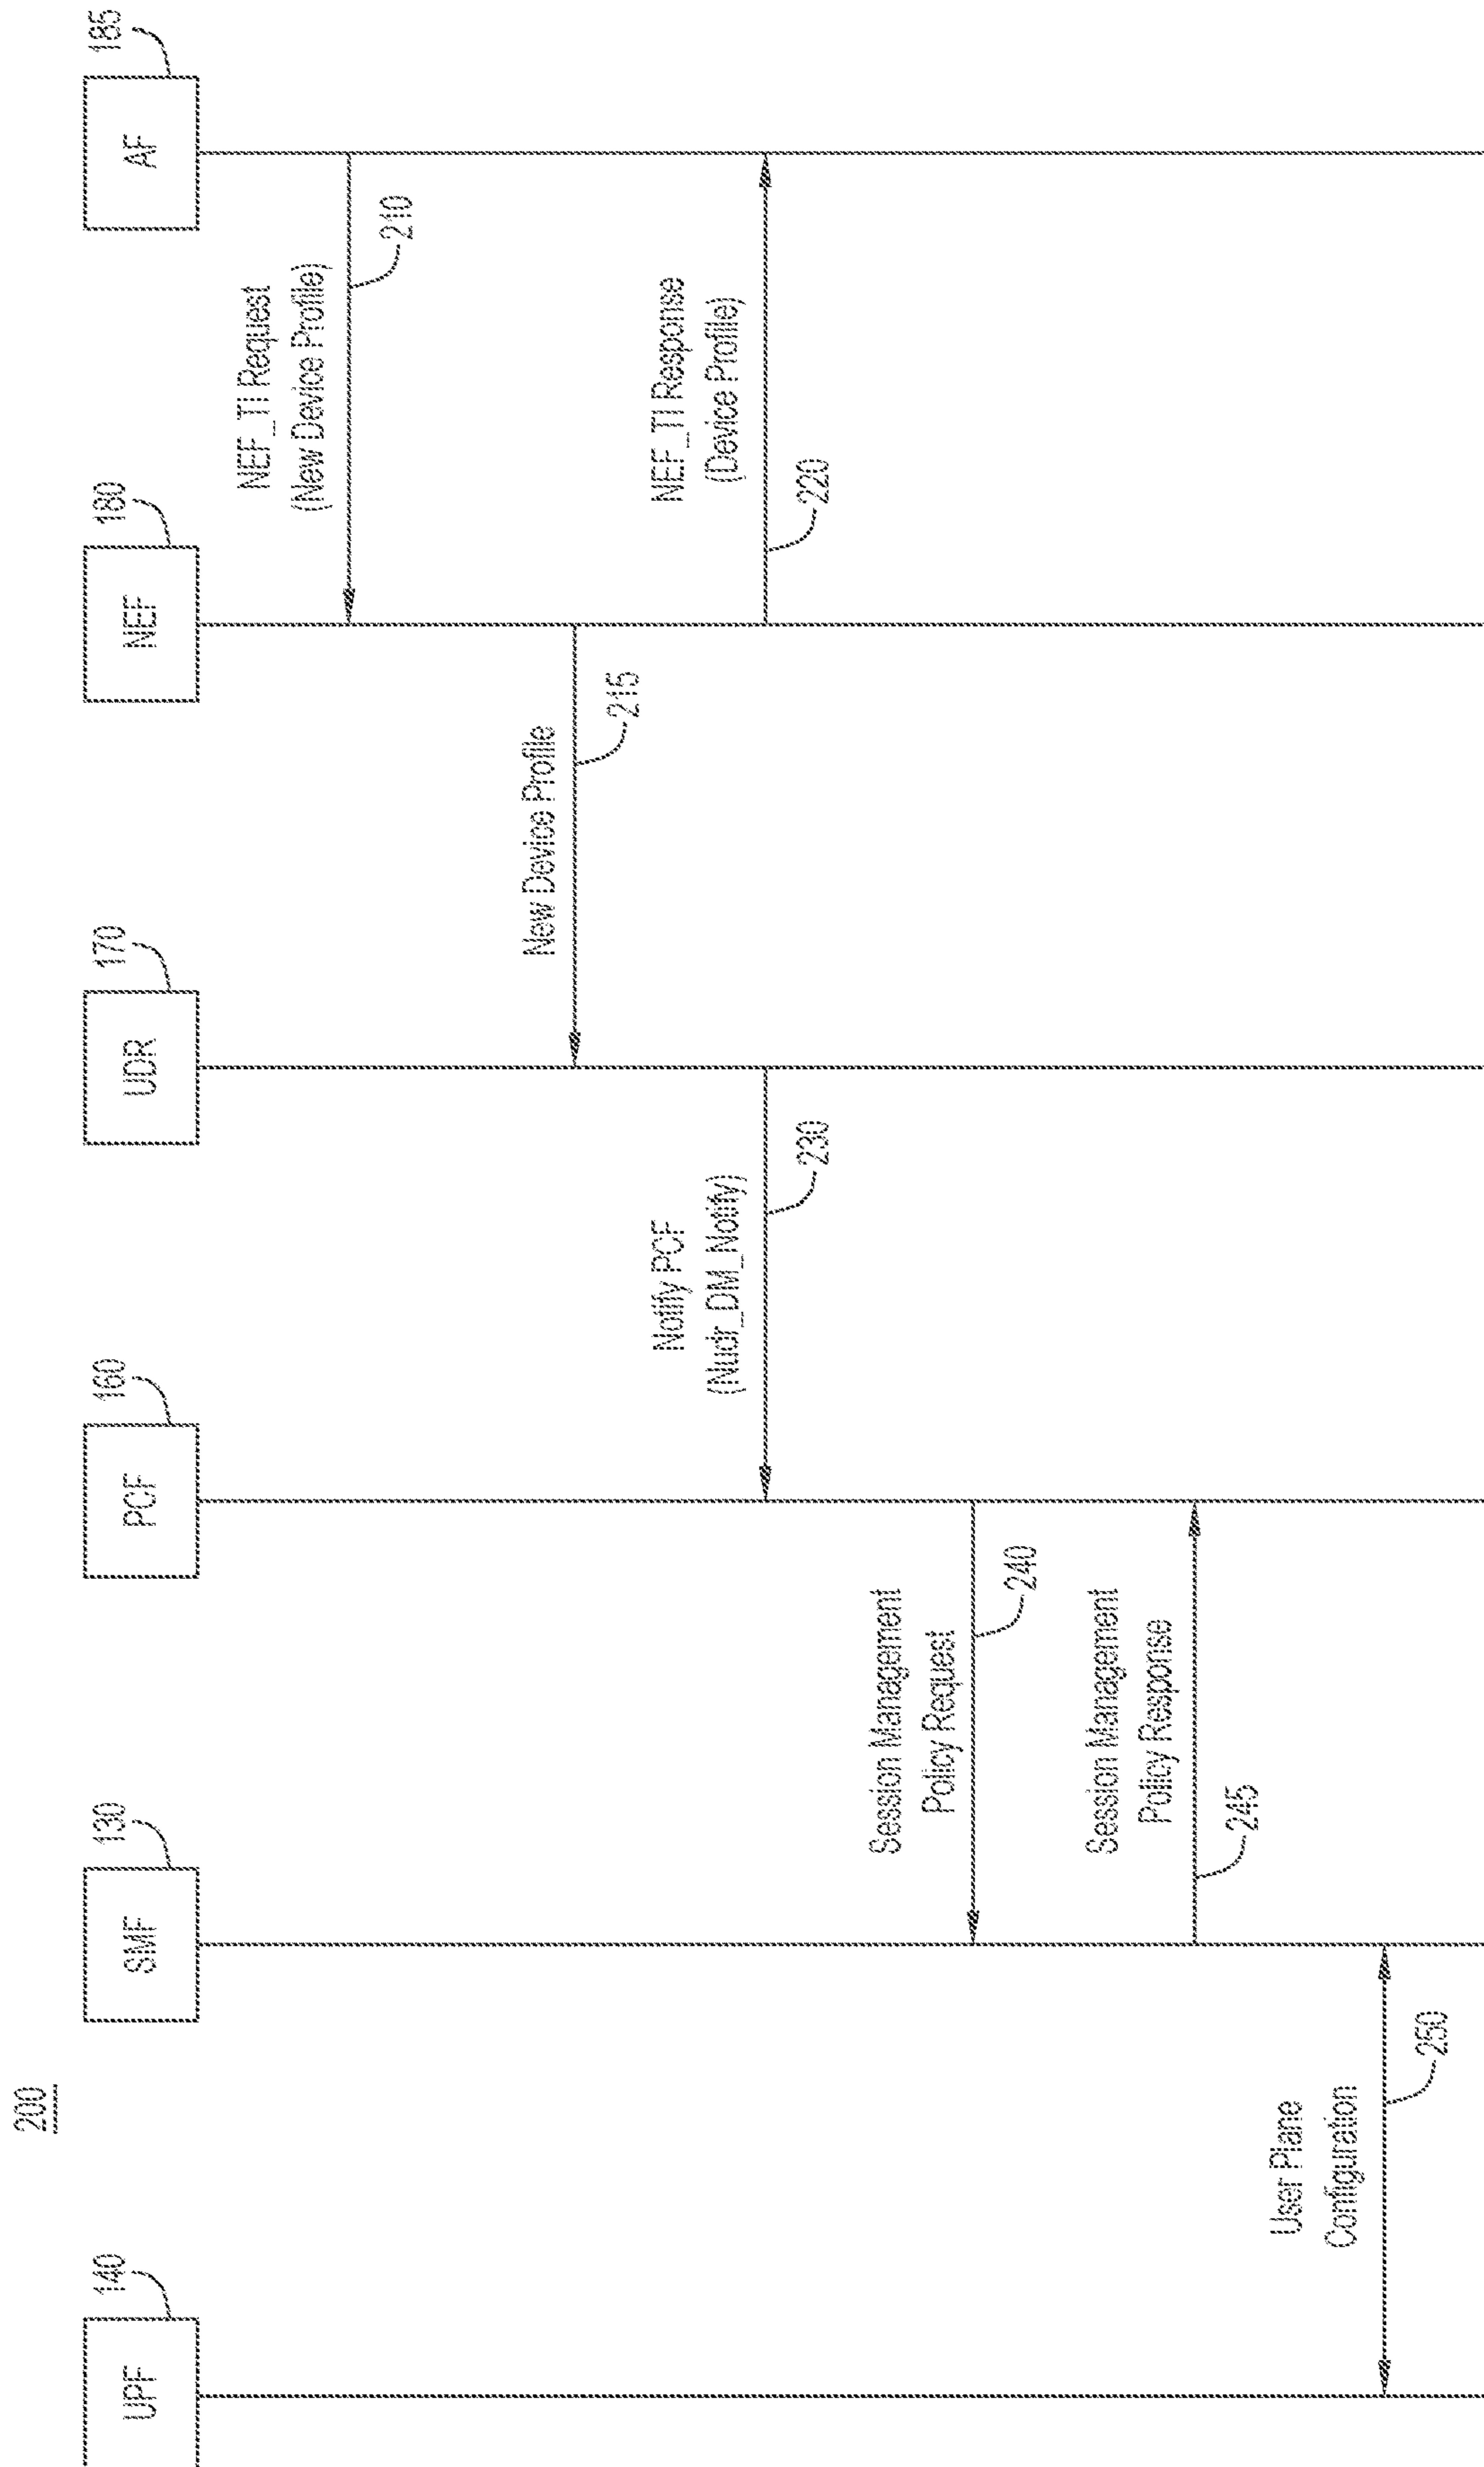 200
UPF
140
SMF
130
PCF
160
UDR
170
NEF
180
AF
185
NEF_TI Request
(New Device Profile)
210
New Device Profile
215
Notify PCF
(Nudr_DM_Notify)
230
NEF_TI Response
(Device Profile)
220
Session Management
Policy Request
240
Session Management
Policy Response
245
User Plane
Configuration
250